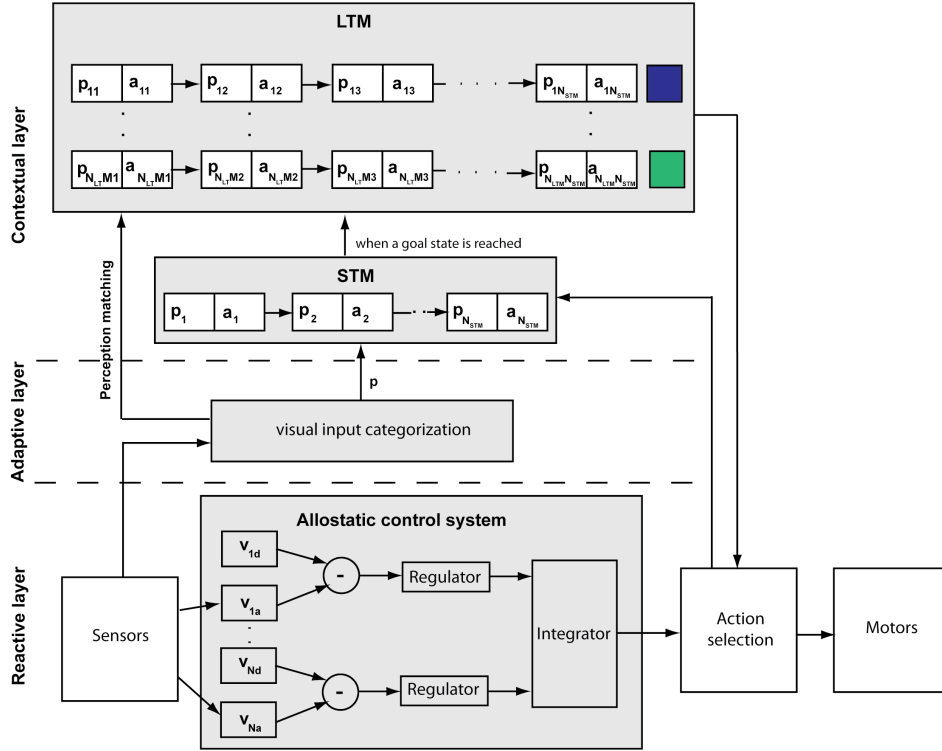 LTM
p11 a11 p12 a12 p13 a13 . . . . p1NSTM a1NSTM
pNLTM1 aNLTM1 pNLTM2 aNLTM2 pNLTM3 aNLTM3 . . . . . pNLTMNSTM aNLTMNSTM
Contextual layer
when a goal state is reached
Perception matching
STM
p1 a1 p2 a2 .. pNSTM aNSTM
p
Adaptive layer
visual input categorization
Allostatic control system
Reactive layer
Sensors
v1d
v1a
vNd
vNa
-
-
Regulator
Regulator
Integrator
Action
selection
Motors